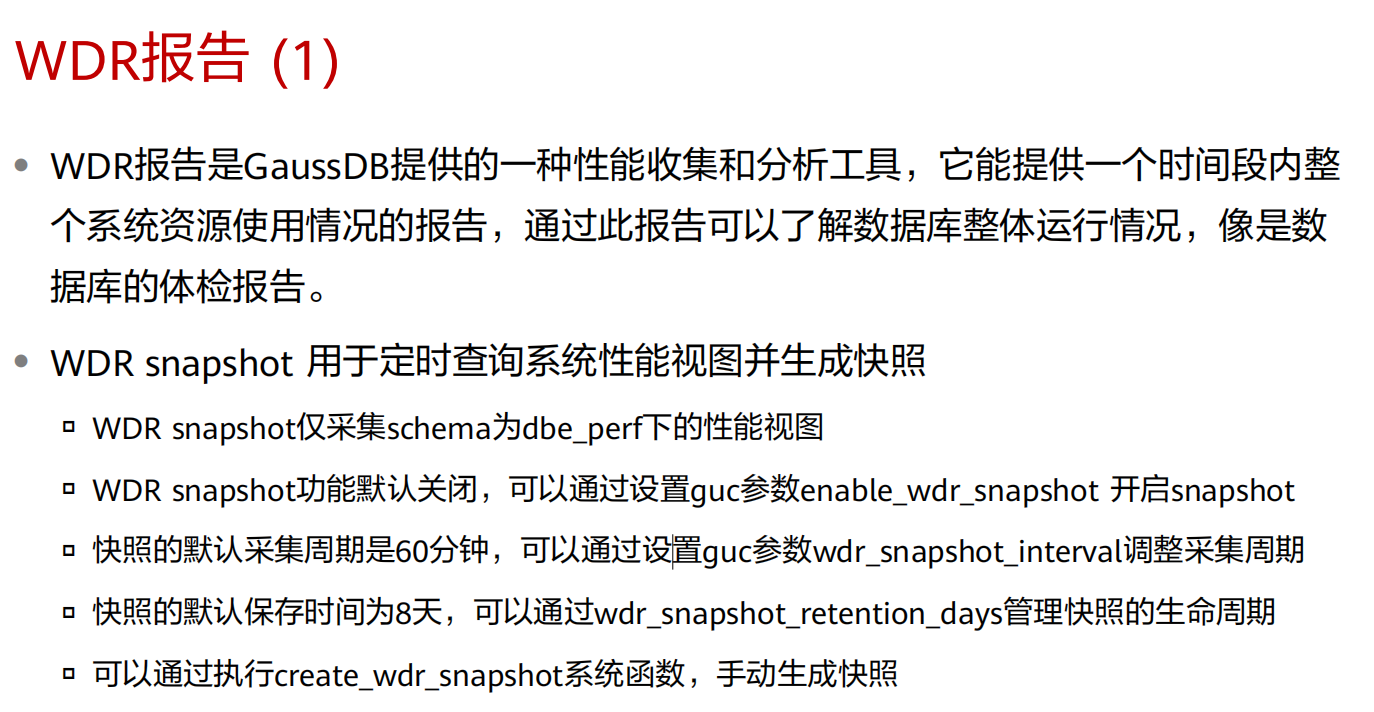 WDR报告 (1)
WDR报告是GaussDB提供的一种性能收集和分析工具，它能提供一个时间段内整
个系统资源使用情况的报告，通过此报告可以了解数据库整体运行情况，像是数
据库的体检报告。
WDR snapshot 用于定时查询系统性能视图并生成快照
WDR snapshot仅采集schema为dbe_perf下的性能视图
WDR snapshot功能默认关闭，可以通过设置guc参数enable_wdr_snapshot 开启snapshot
快照的默认采集周期是60分钟，可以通过设置guc参数wdr_snapshot_interval调整采集周期
快照的默认保存时间为8天，可以通过wdr_snapshot_retention_days管理快照的生命周期
可以通过执行create_wdr_snapshot系统函数，手动生成快照